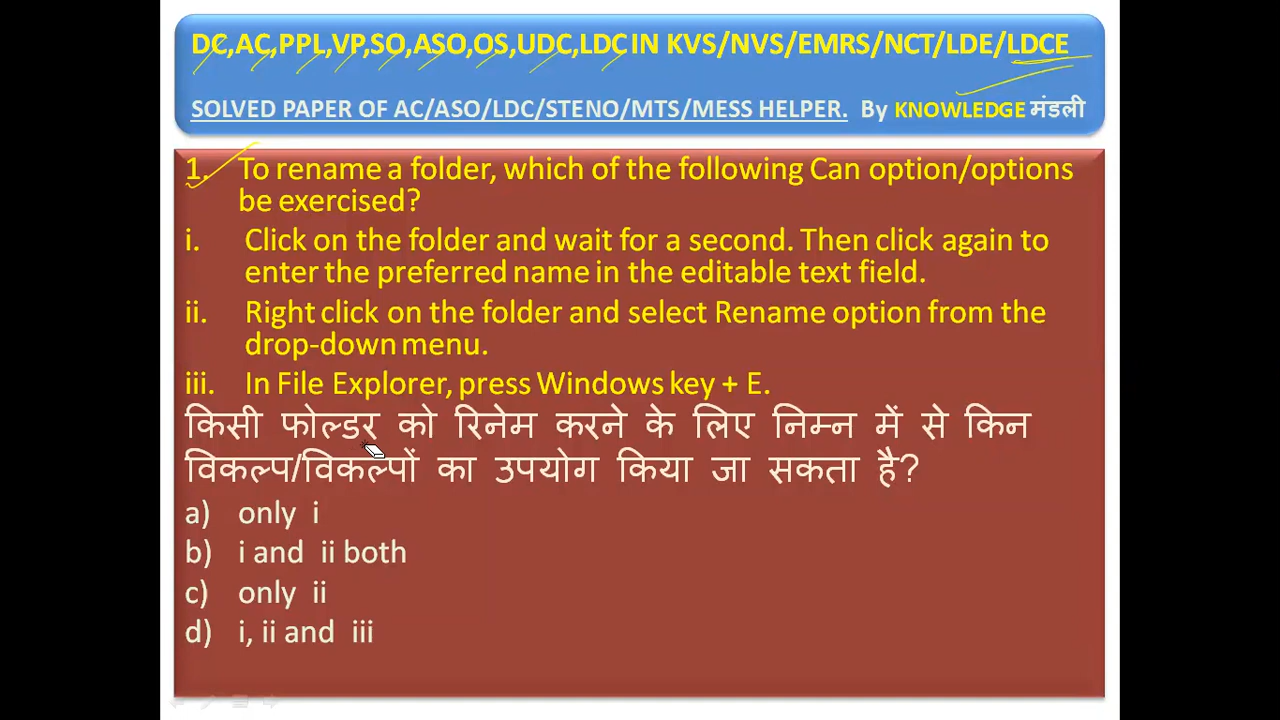 DC,AC,PPL,VP,SO,ASO,OS,UDC,LDC IN KVS/NVS/EMRS/NCT/LDE/LDCE
SOLVED PAPER OF AC/ASO/LDC/STENO/MTS/MESS HELPER. By KNOWLEDGE मंडली
1. To rename a folder, which of the following Can option/options
be exercised?
i. Click on the folder and wait for a second. Then click again to
enter the preferred name in the editable text field.
ii. Right click on the folder and select Rename option from the
drop-down menu.
iii. In File Explorer, press Windows key + E.
किसी फोल्डर को रिनेम करने के लिए निम्न में से किन
विकल्प/विकल्पों का उपयोग किया जा सकता है?
a) only i
b) i and ii both
c) only ii
d) i, ii and iii